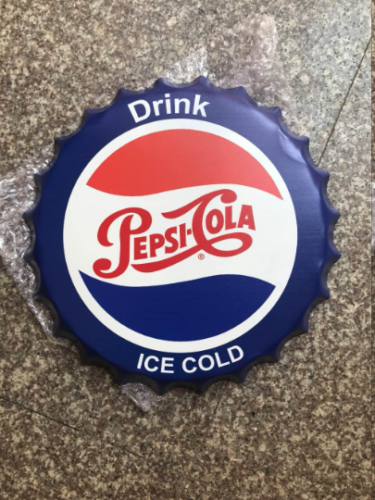 Drink
PEPSI-COLA
®
ICE COLD